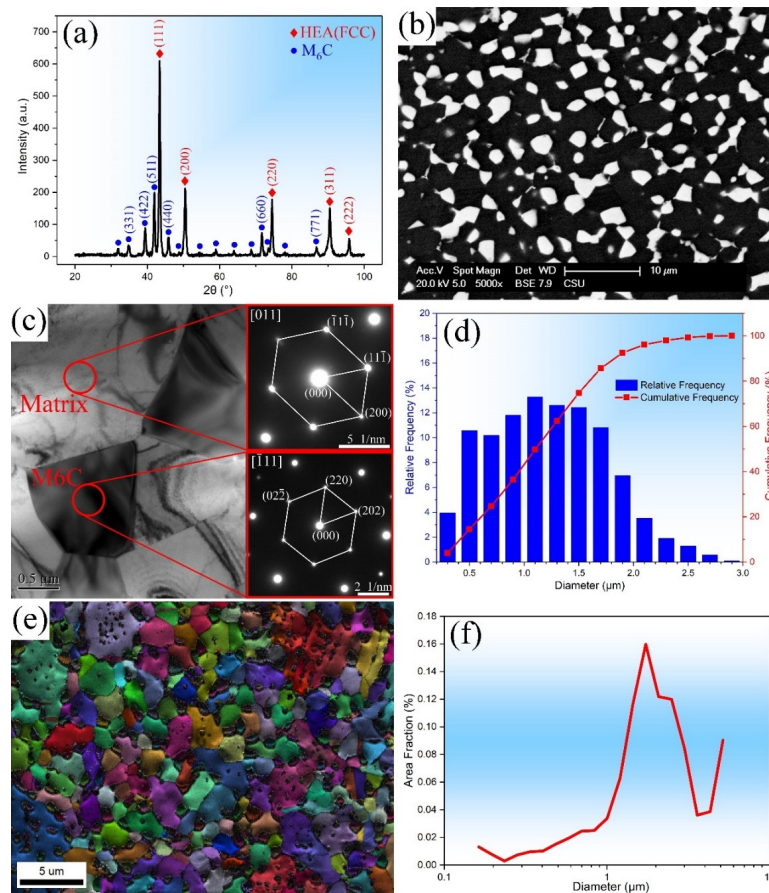 (a)
HEA(FCC)
M₆C
Intensity (a.u.)
700
600
500
400
300
200
100
0
(331)
(422)
(511)
(111)
(440)
(200)
(660)
(220)
(771)
(311)
(222)
20
40
60
80
100
2θ (°)
(b)
Acc.V Spot Magn Det WD 10 µm
20.0 kV 5.0 5000x BSE 7.9 CSU
(c)
Matrix
M6C
0.5 µm
[011]
(1̄11̄)
(111̄)
(000)
(200)
5 1/nm
[1̄11]
(022̄)
(220)
(202)
(000)
2 1/nm
(d)
Relative Frequency (%)
20
18
16
14
12
10
8
6
4
2
0
Relative Frequency
Cumulative Frequency
100
80
60
40
20
0
Cumulative Frequency (%)
0.5
1.0
1.5
2.0
2.5
3.0
Diameter (µm)
(e)
5 um
(f)
Area Fraction (%)
0.18
0.16
0.14
0.12
0.10
0.08
0.06
0.04
0.02
0.00
0.1
1
Diameter (µm)